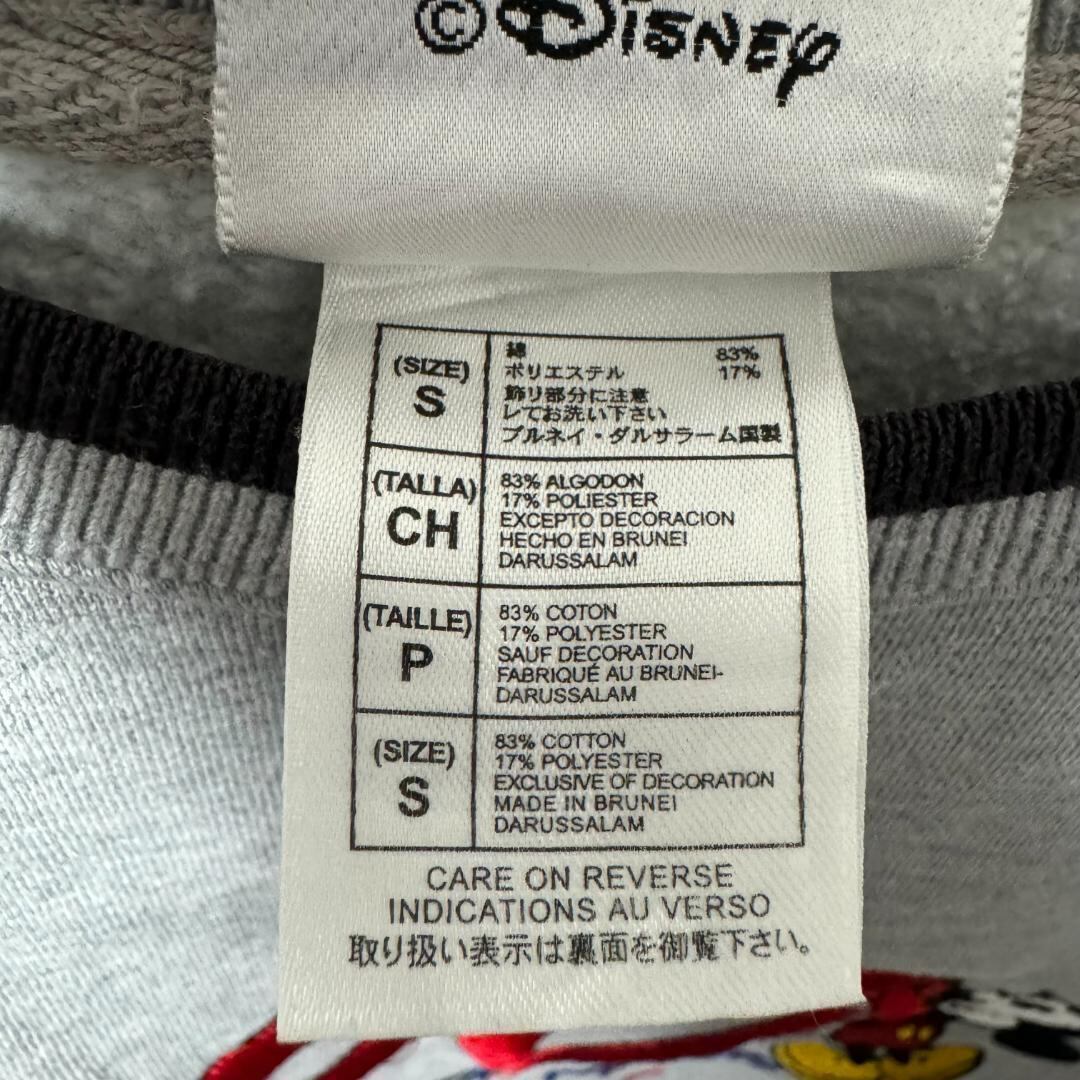 ©Disney
(SIZE)
S
綿 83%
ポリエステル 17%
飾り部分に注意
してお洗い下さい
ブルネイ・ダルサラーム国製
(TALLA)
CH
83% ALGODON
17% POLIESTER
EXCEPTO DECORACION
HECHO EN BRUNEI
DARUSSALAM
(TAILLE)
P
83% COTON
17% POLYESTER
SAUF DECORATION
FABRIQUÉ AU BRUNEI-
DARUSSALAM
(SIZE)
S
83% COTTON
17% POLYESTER
EXCLUSIVE OF DECORATION
MADE IN BRUNEI
DARUSSALAM
CARE ON REVERSE
INDICATIONS AU VERSO
取り扱い表示は裏面を御覧下さい。